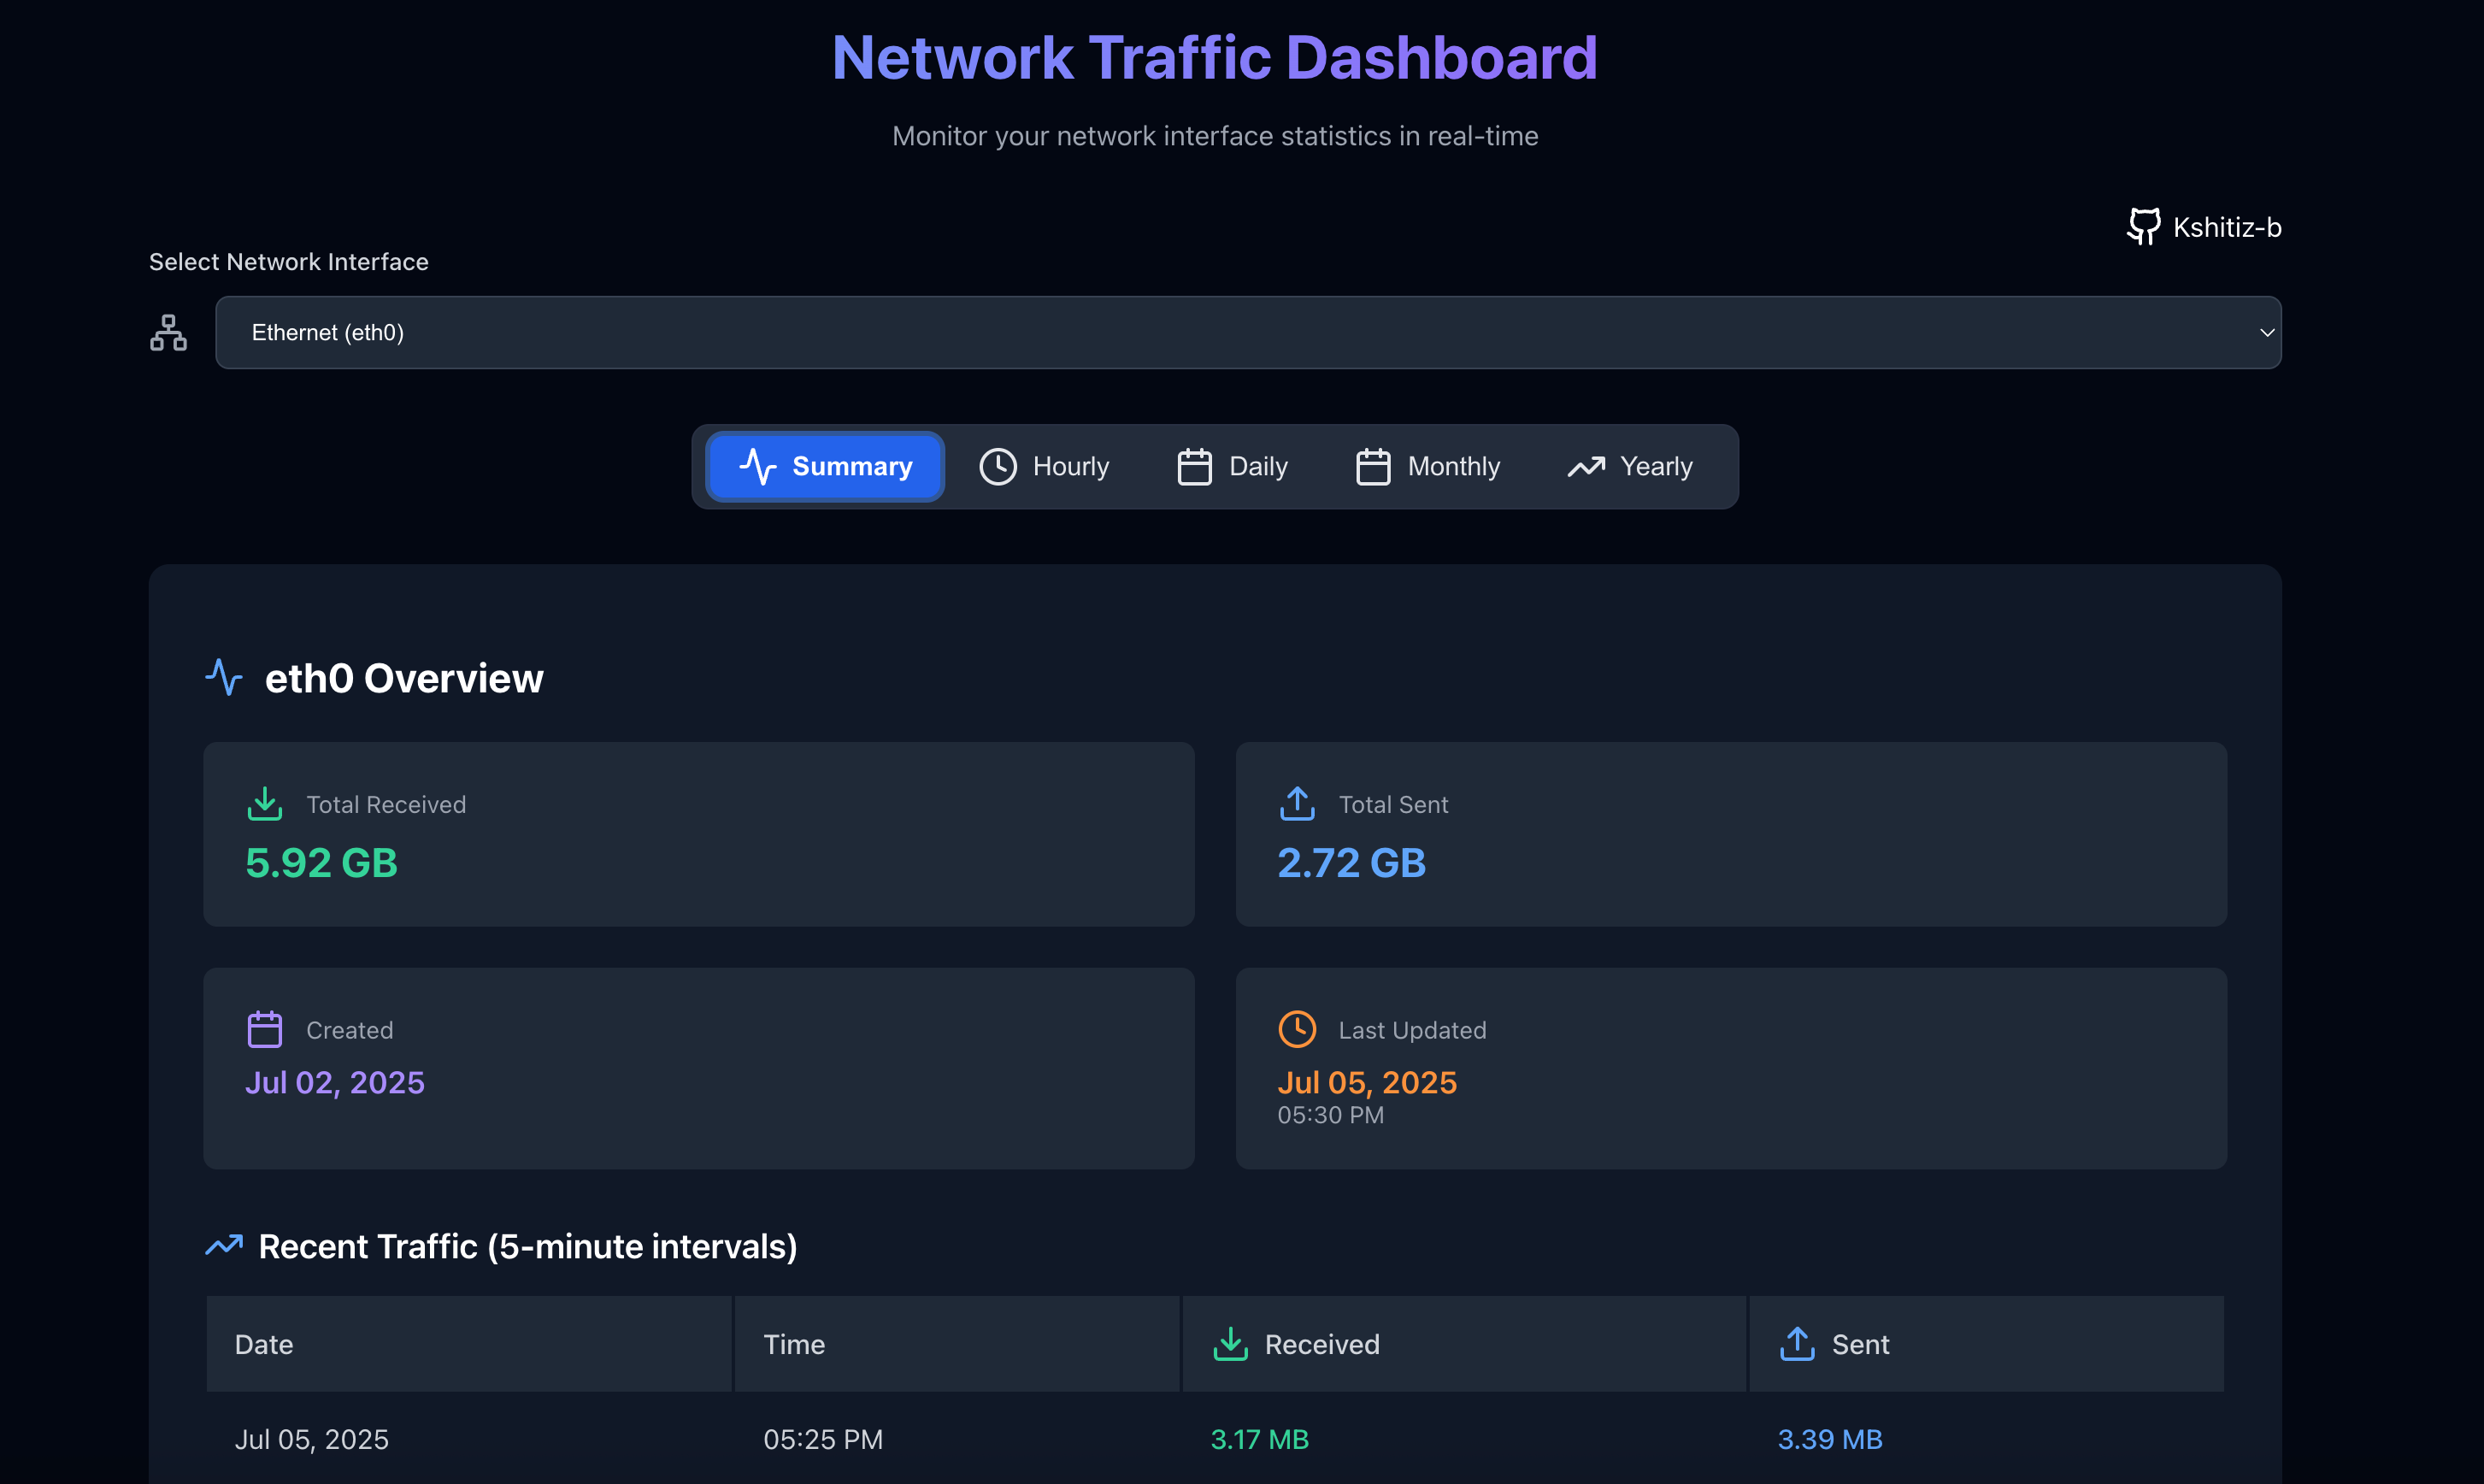 Network Traffic Dashboard
Monitor your network interface statistics in real-time
Kshitiz-b
Select Network Interface
Ethernet (eth0)
Summary Hourly Daily Monthly Yearly
eth0 Overview
Total Received
5.92 GB
Total Sent
2.72 GB
Created
Jul 02, 2025
Last Updated
Jul 05, 2025
05:30 PM
Recent Traffic (5-minute intervals)
Date Time Received Sent
Jul 05, 2025 05:25 PM 3.17 MB 3.39 MB